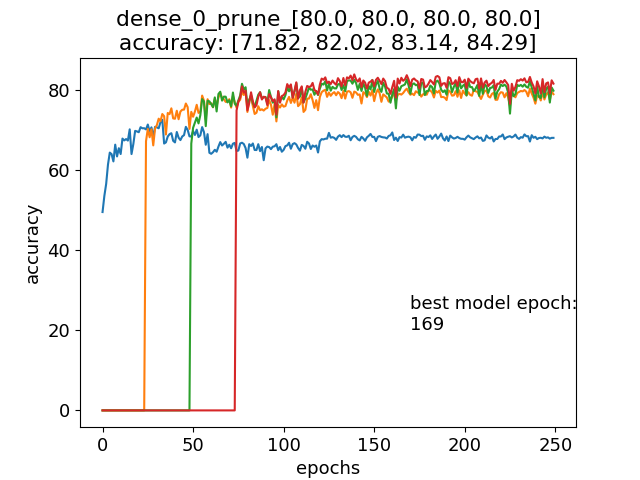 dense_0_prune_[80.0, 80.0, 80.0, 80.0]
accuracy: [71.82, 82.02, 83.14, 84.29]
80
60
40
20
0
accuracy
best model epoch:
169
0 50 100 150 200 250
epochs